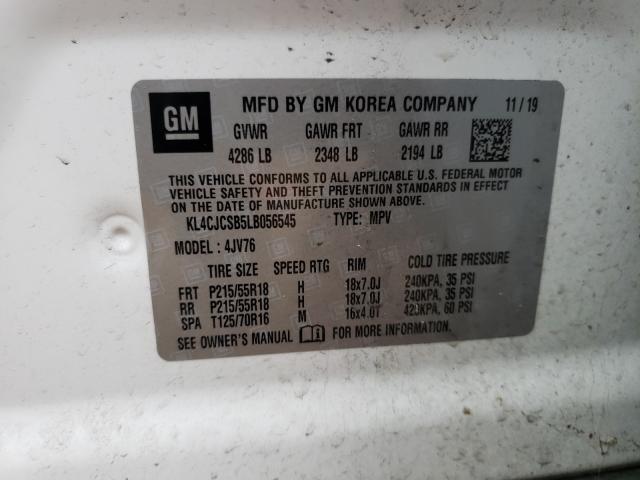 GM MFD BY GM KOREA COMPANY 11/19
GVWR GAWR FRT GAWR RR
4286 LB 2348 LB 2194 LB
THIS VEHICLE CONFORMS TO ALL APPLICABLE U.S. FEDERAL MOTOR
VEHICLE SAFETY AND THEFT PREVENTION STANDARDS IN EFFECT ON
THE DATE OF MANUFACTURE SHOWN ABOVE.
KL4CJCSB5LB056545 TYPE: MPV
MODEL : 4JV76
TIRE SIZE SPEED RTG RIM COLD TIRE PRESSURE
FRT P215/55R18 H 18x7.0J 240KPA, 35 PSI
RR P215/55R18 H 18x7.0J 240KPA, 35 PSI
SPA T125/70R16 M 16x4.0T 420KPA, 60 PSI
SEE OWNER'S MANUAL FOR MORE INFORMATION.